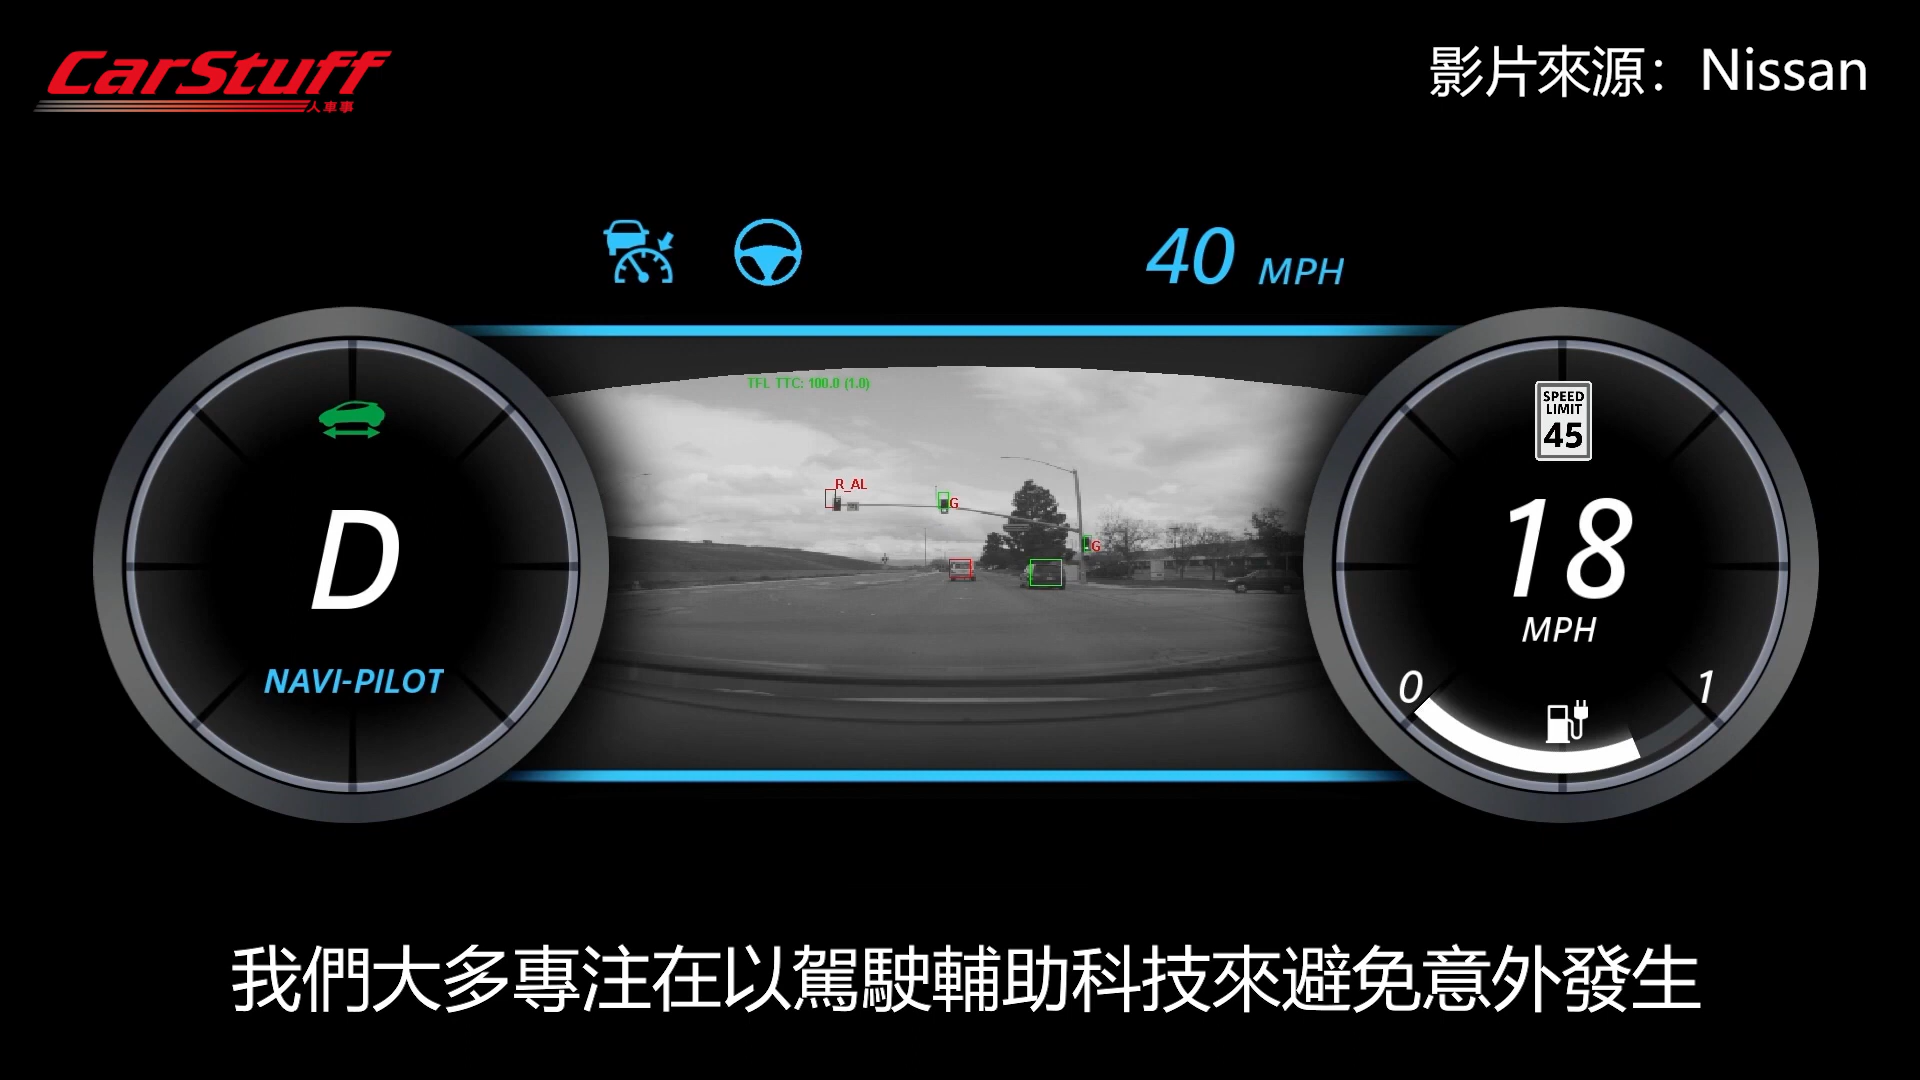 CarStuff
人車事
影片來源：Nissan
40 MPH
TFL TTC: 100.0 (1.0)
R_AL
G
G
SPEED
LIMIT
45
D
18
MPH
NAVI-PILOT
0
1
我們大多專注在以駕駛輔助科技來避免意外發生